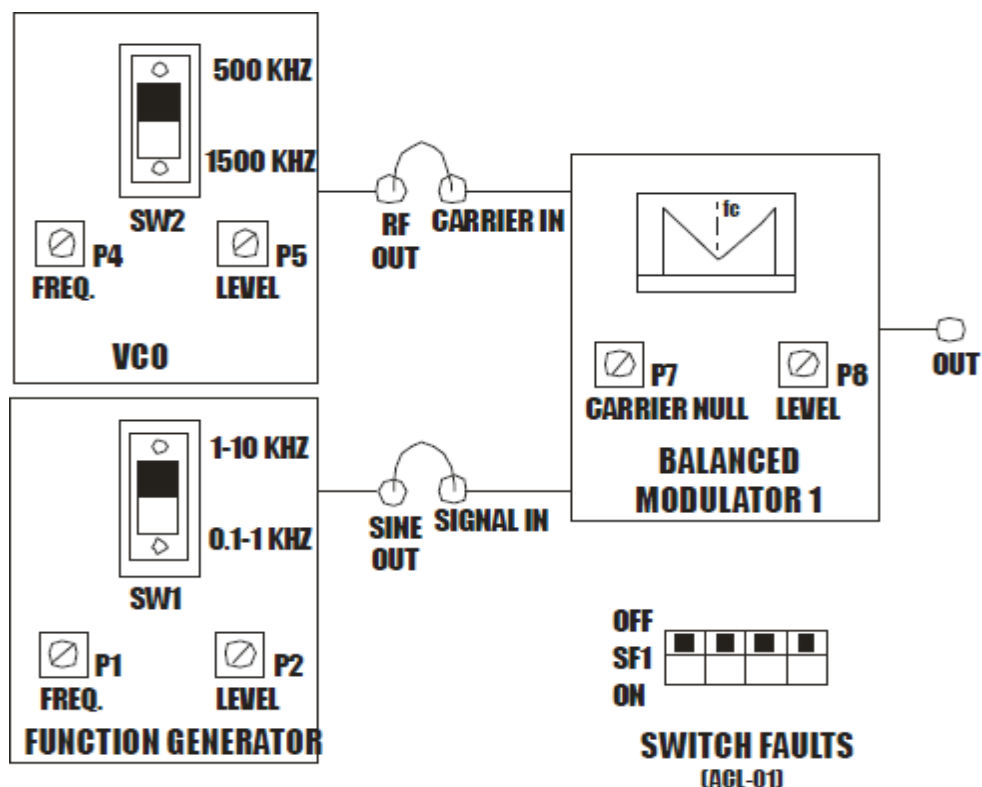 500 KHZ
1500 KHZ
SW2
P4
FREQ.
P5
LEVEL
VCO
RF
OUT
CARRIER IN
fc
P7
CARRIER NULL
P8
LEVEL
BALANCED
MODULATOR 1
OUT
1-10 KHZ
0.1-1 KHZ
SW1
P1
FREQ.
P2
LEVEL
FUNCTION GENERATOR
SINE
OUT
SIGNAL IN
OFF
SF1
ON
SWITCH FAULTS
(ACL-01)